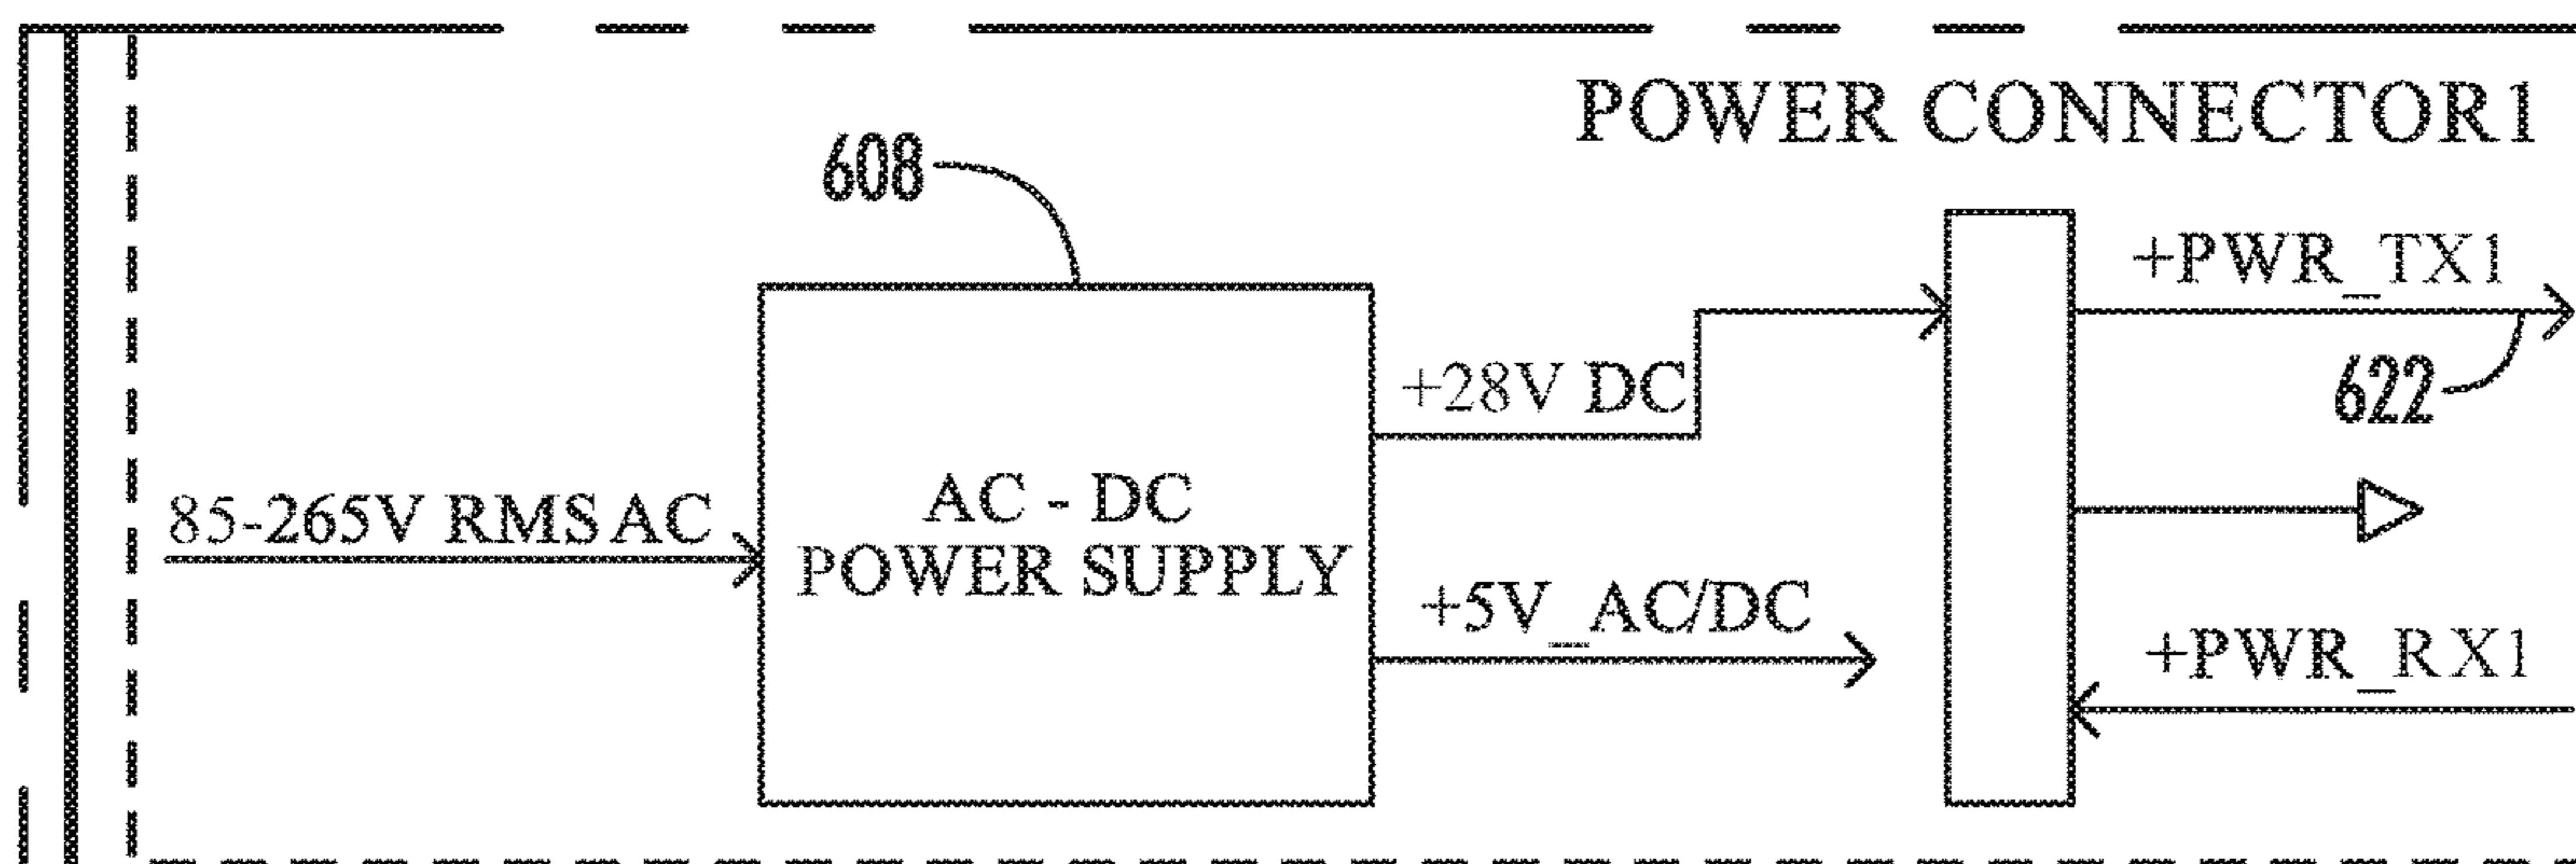 POWER CONNECTOR1
608
+PWR_TX1
622
+28V DC
85-265V RMS AC
AC - DC
POWER SUPPLY
+5V_AC/DC
+PWR_RX1